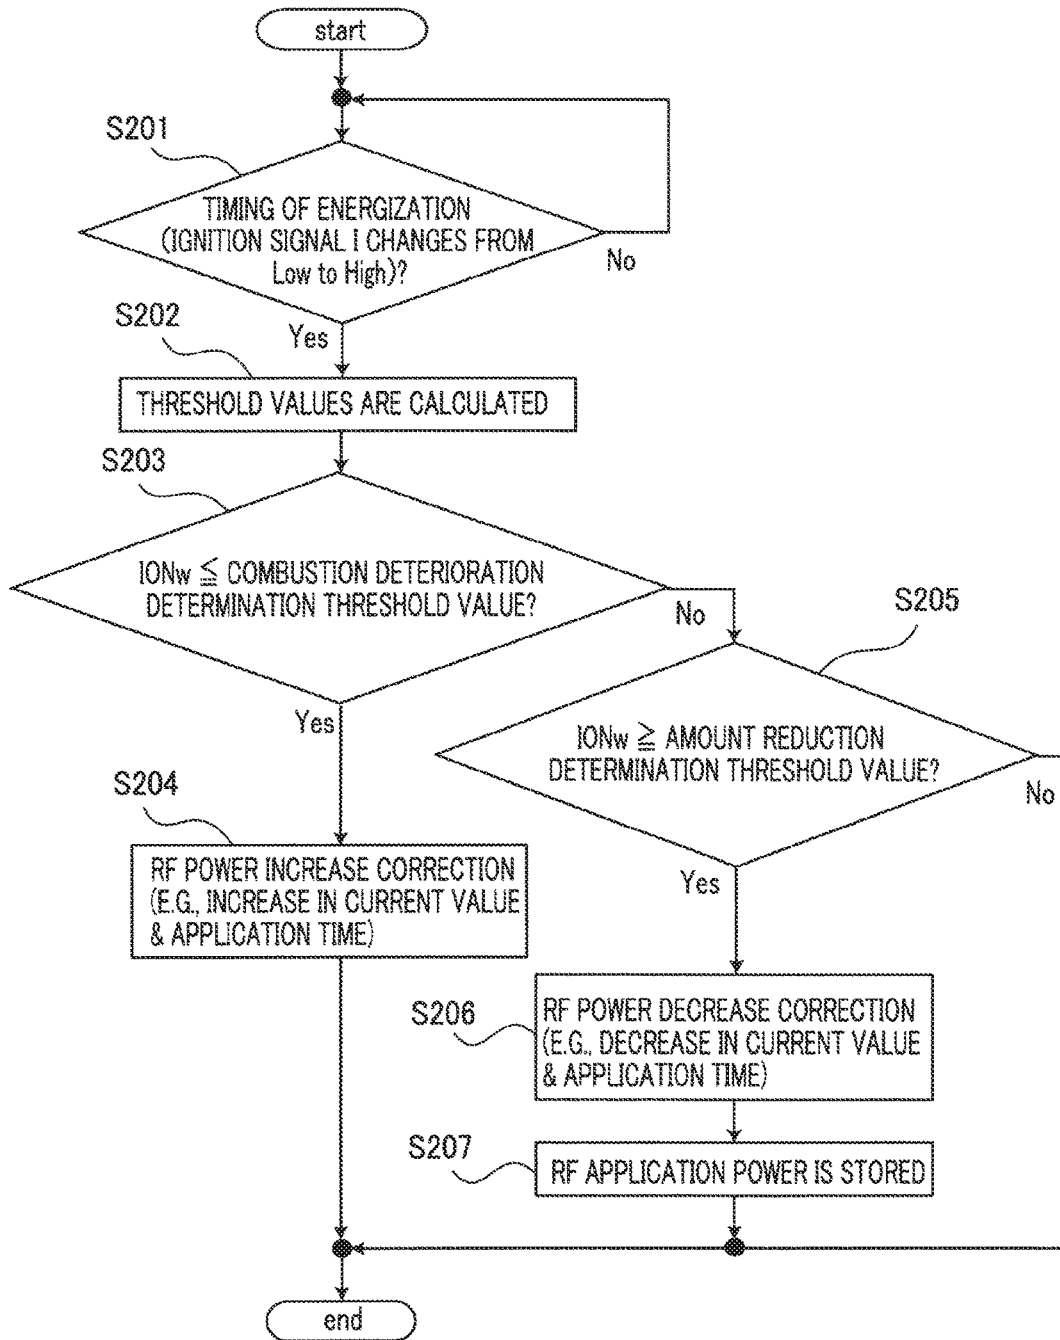 start
S201
TIMING OF ENERGIZATION
(IGNITION SIGNAL I CHANGES FROM
Low to High)?
No
Yes
S202
THRESHOLD VALUES ARE CALCULATED
S203
IONw ≦ COMBUSTION DETERIORATION
DETERMINATION THRESHOLD VALUE?
No
Yes
S205
IONw ≧ AMOUNT REDUCTION
DETERMINATION THRESHOLD VALUE?
No
Yes
S204
RF POWER INCREASE CORRECTION
(E.G., INCREASE IN CURRENT VALUE
& APPLICATION TIME)
S206
RF POWER DECREASE CORRECTION
(E.G., DECREASE IN CURRENT VALUE
& APPLICATION TIME)
S207
RF APPLICATION POWER IS STORED
end